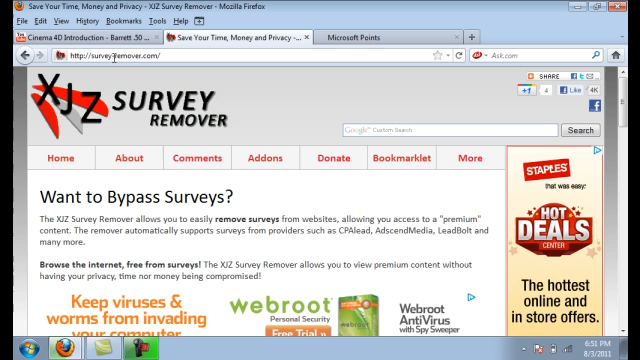 Save Your Time, Money and Privacy - XJZ Survey Remover - Mozilla Firefox
File Edit View History Bookmarks Tools Help
Cinema 4D Introduction - Barrett .50 ...
Save Your Time, Money and Privacy - ...
Microsoft Points
http://survey-remover.com/
Ask.com
SHARE
+1 4 Like 4K
XJZ SURVEY
REMOVER
Google Custom Search
Search
Home About Comments Addons Donate Bookmarklet More
Want to Bypass Surveys?
The XJZ Survey Remover allows you to easily remove surveys from websites, allowing you access to a "premium"
content. The remover automatically supports surveys from providers such as CPAlead, AdscendMedia, LeadBolt and
many more.
Browse the internet, free from surveys! The XJZ Survey Remover allows you to view premium content without
having your privacy, time nor money being compromised!
Keep viruses &
worms from invading
your computer
webroot
Personal Security
Free Trial
Webroot
AntiVirus
with Spy Sweeper
STAPLES
that was easy.
HOT
DEALS
CENTER
The hottest
online and
in store offers.
6:51 PM
8/3/2011